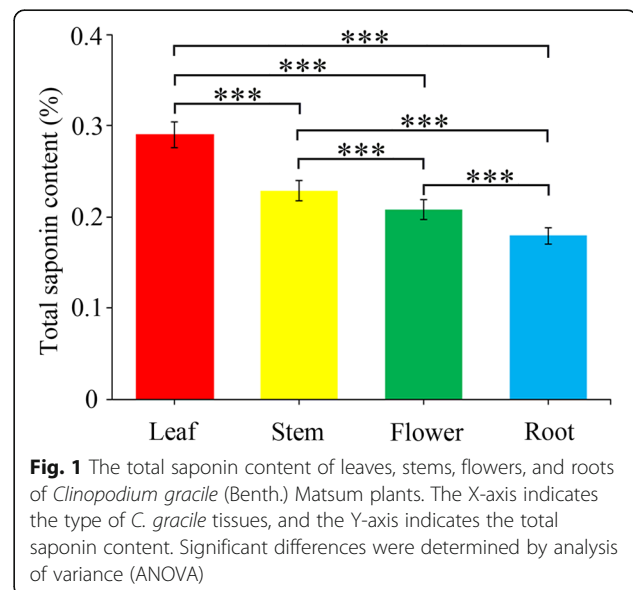 0.4
0.3
0.2
0.1
0
Total saponin content (%)
***
***
***
***
***
***
Leaf Stem Flower Root
Fig. 1 The total saponin content of leaves, stems, flowers, and roots
of Clinopodium gracile (Benth.) Matsum plants. The X-axis indicates
the type of C. gracile tissues, and the Y-axis indicates the total
saponin content. Significant differences were determined by analysis
of variance (ANOVA)